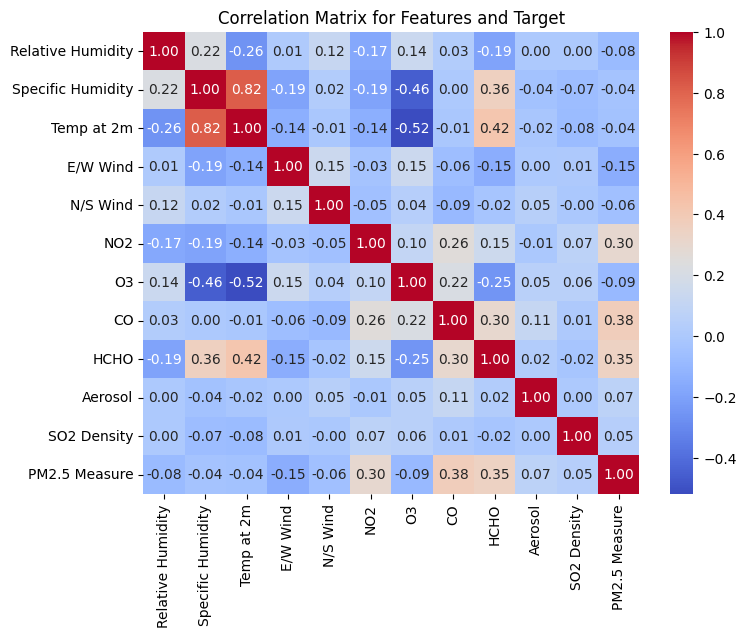 Correlation Matrix for Features and Target
Relative Humidity 1.00 0.22 -0.26 0.01 0.12 -0.17 0.14 0.03 -0.19 0.00 0.00 -0.08
Specific Humidity 0.22 1.00 0.82 -0.19 0.02 -0.19 -0.46 0.00 0.36 -0.04 -0.07 -0.04
Temp at 2m -0.26 0.82 1.00 -0.14 -0.01 -0.14 -0.52 -0.01 0.42 -0.02 -0.08 -0.04
E/W Wind 0.01 -0.19 -0.14 1.00 0.15 -0.03 0.15 -0.06 -0.15 0.00 0.01 -0.15
N/S Wind 0.12 0.02 -0.01 0.15 1.00 -0.05 0.04 -0.09 -0.02 0.05 -0.00 -0.06
NO2 -0.17 -0.19 -0.14 -0.03 -0.05 1.00 0.10 0.26 0.15 -0.01 0.07 0.30
O3 0.14 -0.46 -0.52 0.15 0.04 0.10 1.00 0.22 -0.25 0.05 0.06 -0.09
CO 0.03 0.00 -0.01 -0.06 -0.09 0.26 0.22 1.00 0.30 0.11 0.01 0.38
HCHO -0.19 0.36 0.42 -0.15 -0.02 0.15 -0.25 0.30 1.00 0.02 -0.02 0.35
Aerosol 0.00 -0.04 -0.02 0.00 0.05 -0.01 0.05 0.11 0.02 1.00 0.00 0.07
SO2 Density 0.00 -0.07 -0.08 0.01 -0.00 0.07 0.06 0.01 -0.02 0.00 1.00 0.05
PM2.5 Measure -0.08 -0.04 -0.04 -0.15 -0.06 0.30 -0.09 0.38 0.35 0.07 0.05 1.00
Relative Humidity
Specific Humidity
Temp at 2m
E/W Wind
N/S Wind
NO2
O3
CO
HCHO
Aerosol
SO2 Density
PM2.5 Measure
1.0
0.8
0.6
0.4
0.2
0.0
−0.2
−0.4